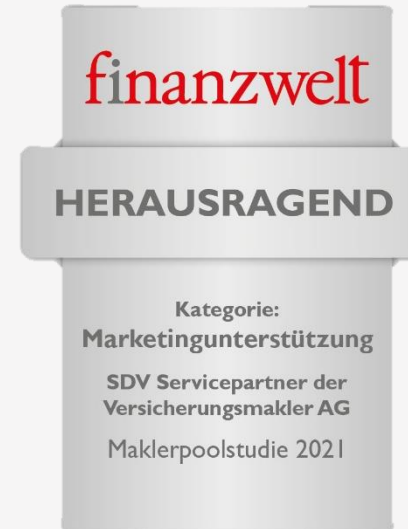 finanzwelt
HERAUSRAGEND
Kategorie:
Marketingunterstützung
SDV Servicepartner der
Versicherungsmakler AG
Maklerpoolstudie 2021